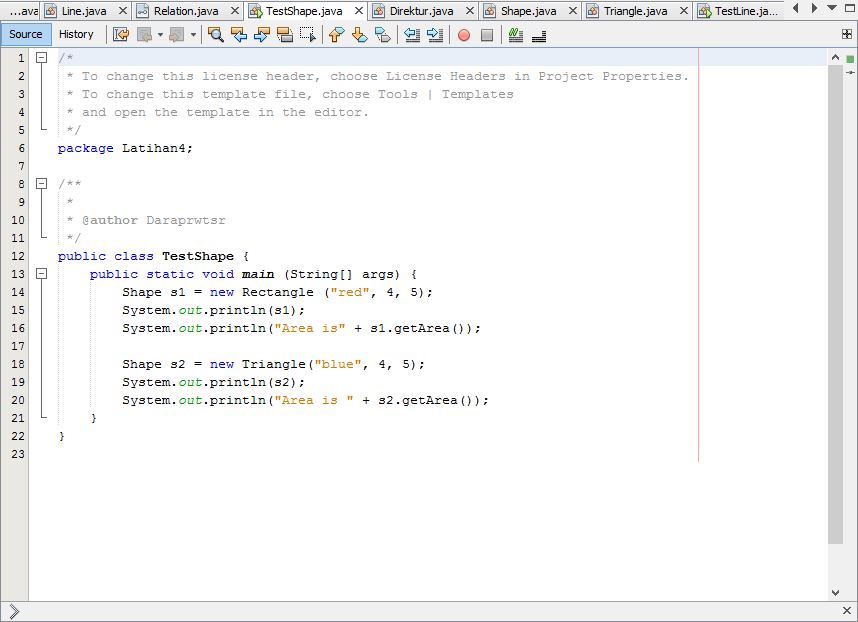 ...ava Line.java Relation.java TestShape.java Direktur.java Shape.java Triangle.java TestLine.ja...
Source History
1 /*
2 * To change this license header, choose License Headers in Project Properties.
3 * To change this template file, choose Tools | Templates
4 * and open the template in the editor.
5 */
6 package Latihan4;
7
8 /**
9 *
10 * @author Daraprwtsr
11 */
12 public class TestShape {
13 public static void main (String[] args) {
14 Shape s1 = new Rectangle ("red", 4, 5);
15 System.out.println(s1);
16 System.out.println("Area is" + s1.getArea());
17
18 Shape s2 = new Triangle("blue", 4, 5);
19 System.out.println(s2);
20 System.out.println("Area is " + s2.getArea());
21 }
22 }
23